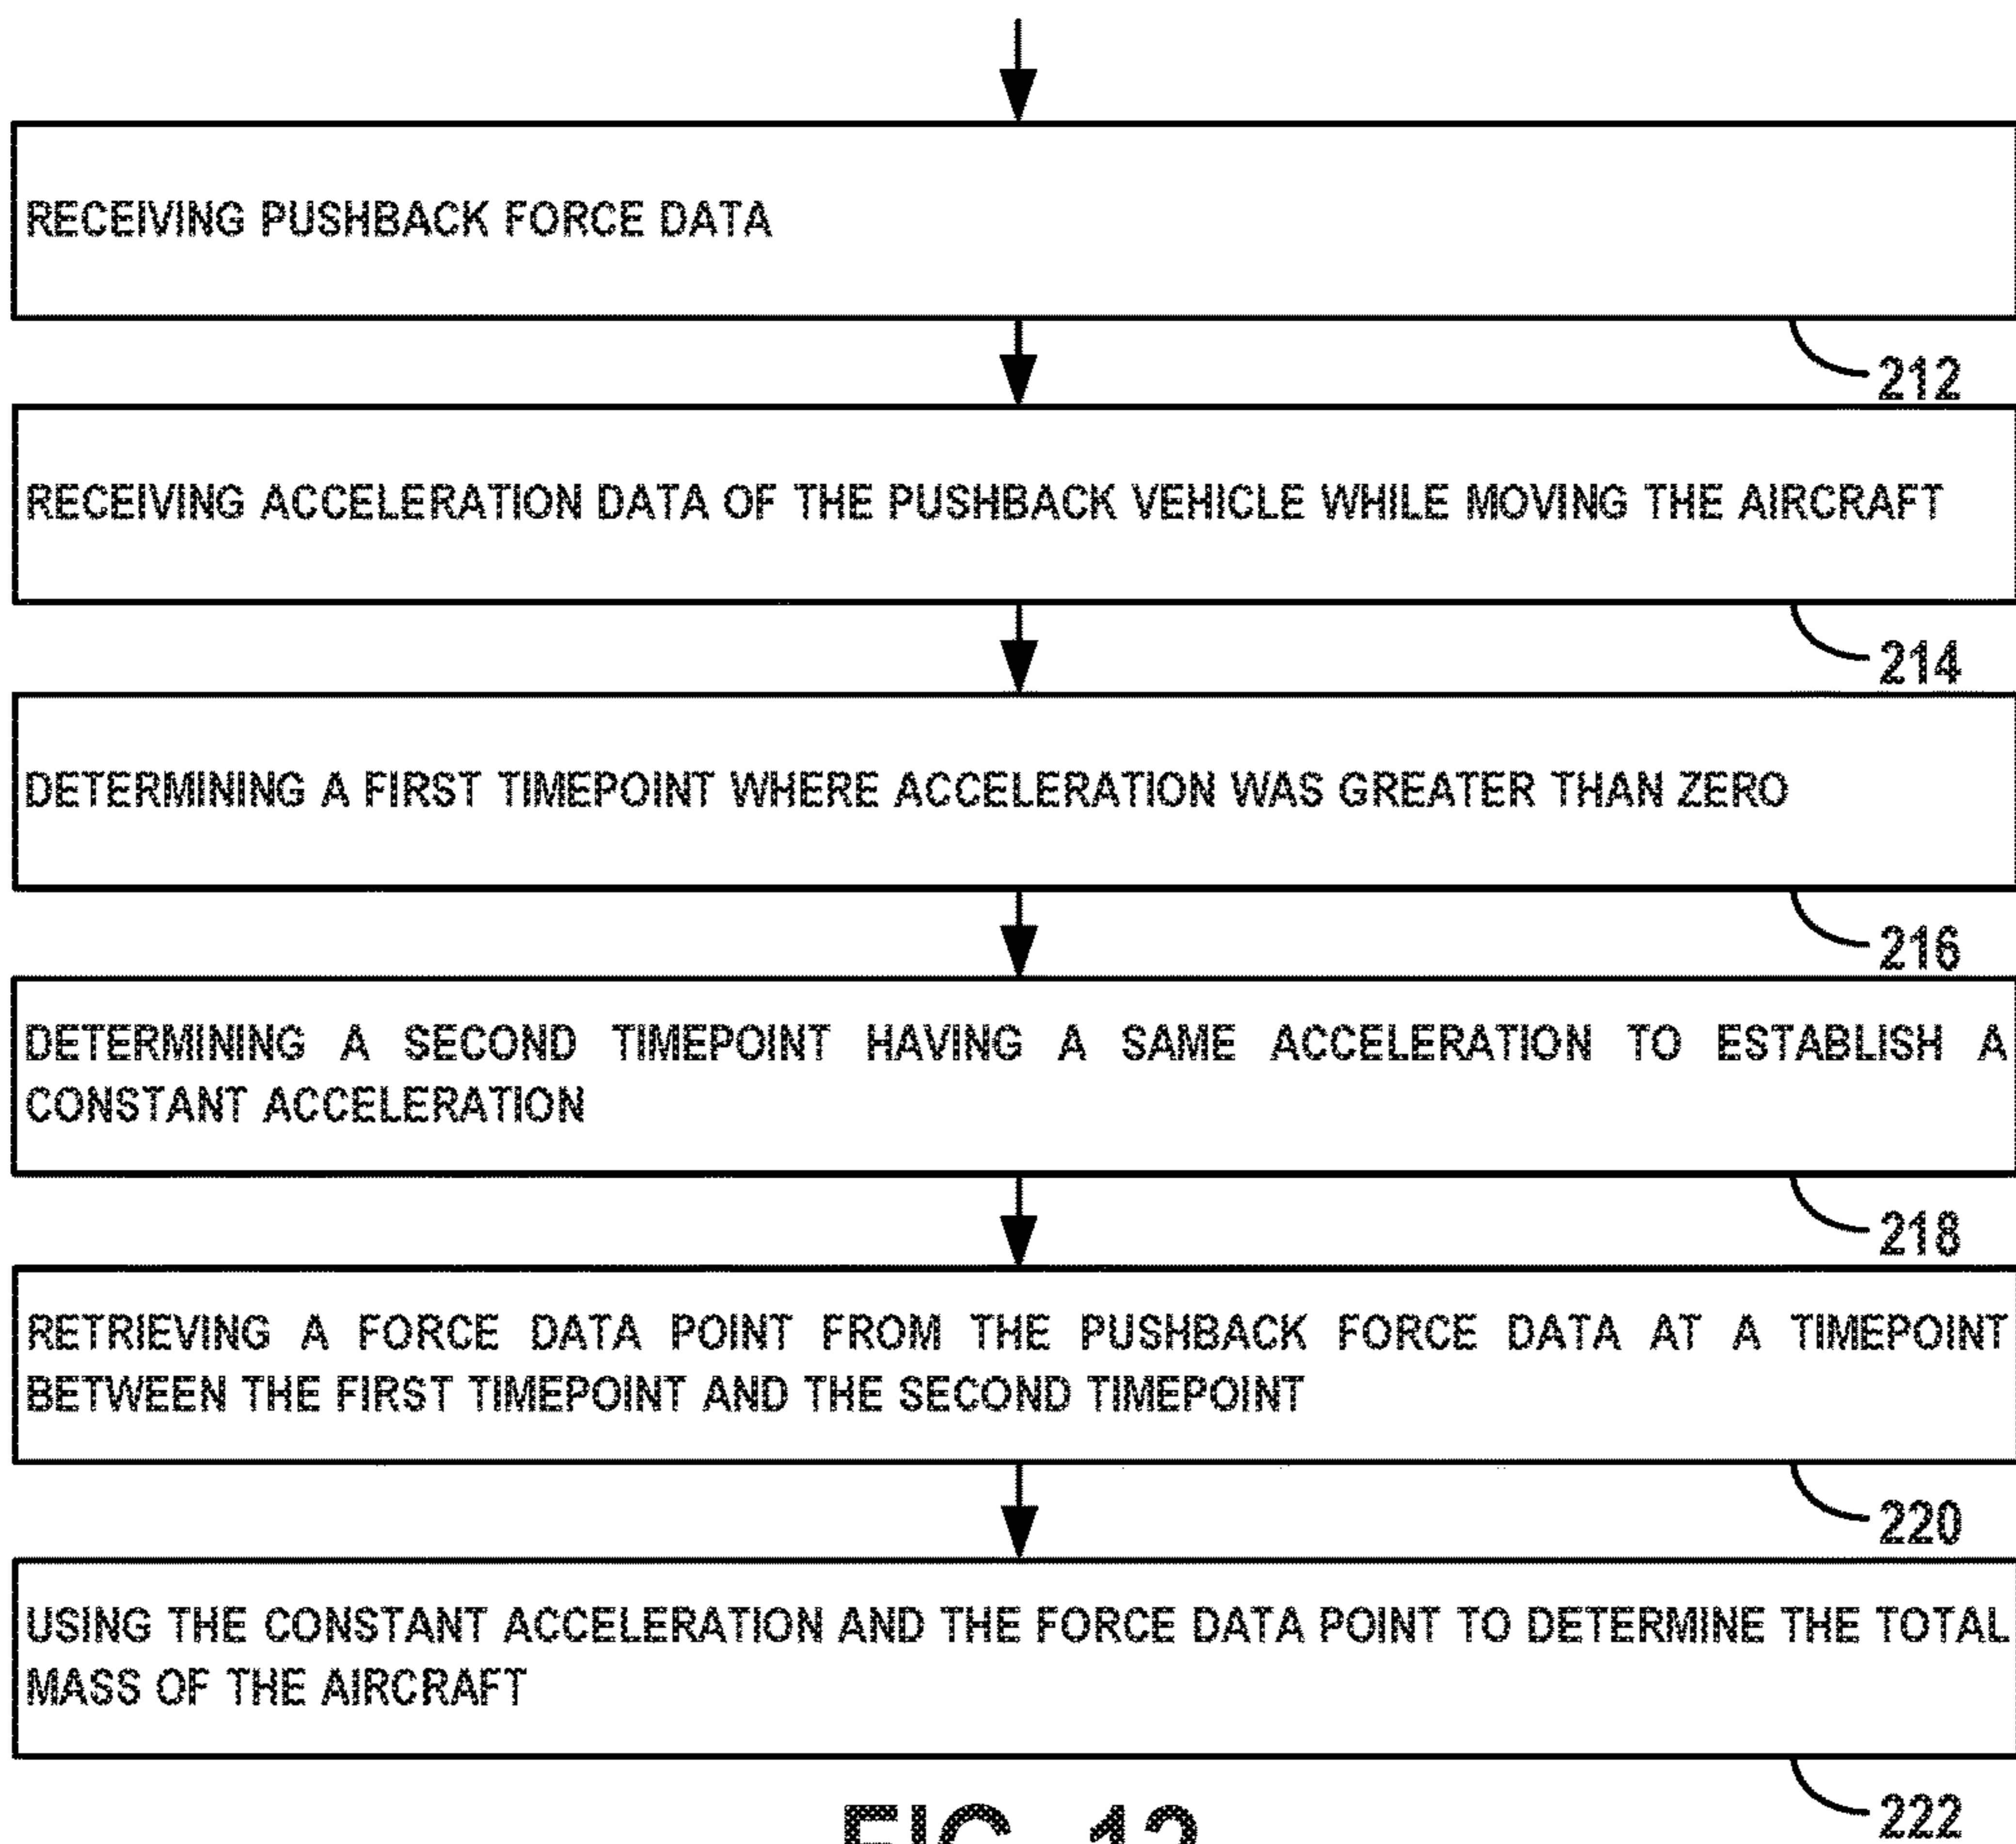 RECEIVING PUSHBACK FORCE DATA
212
RECEIVING ACCELERATION DATA OF THE PUSHBACK VEHICLE WHILE MOVING THE AIRCRAFT
214
DETERMINING A FIRST TIMEPOINT WHERE ACCELERATION WAS GREATER THAN ZERO
216
DETERMINING A SECOND TIMEPOINT HAVING A SAME ACCELERATION TO ESTABLISH A
CONSTANT ACCELERATION
218
RETRIEVING A FORCE DATA POINT FROM THE PUSHBACK FORCE DATA AT A TIMEPOINT
BETWEEN THE FIRST TIMEPOINT AND THE SECOND TIMEPOINT
220
USING THE CONSTANT ACCELERATION AND THE FORCE DATA POINT TO DETERMINE THE TOTAL
MASS OF THE AIRCRAFT
222
FIG. 12